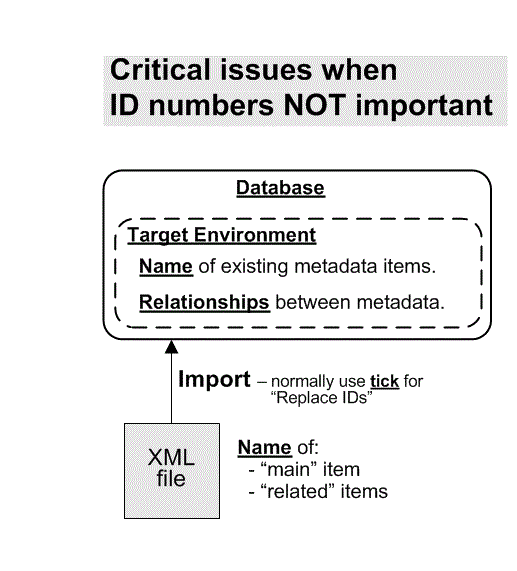 Critical issues when
ID numbers NOT important
Database
Target Environment
Name of existing metadata items.
Relationships between metadata.
Import – normally use tick for
“Replace IDs”
XML
file
Name of:
- “main” item
- “related” items